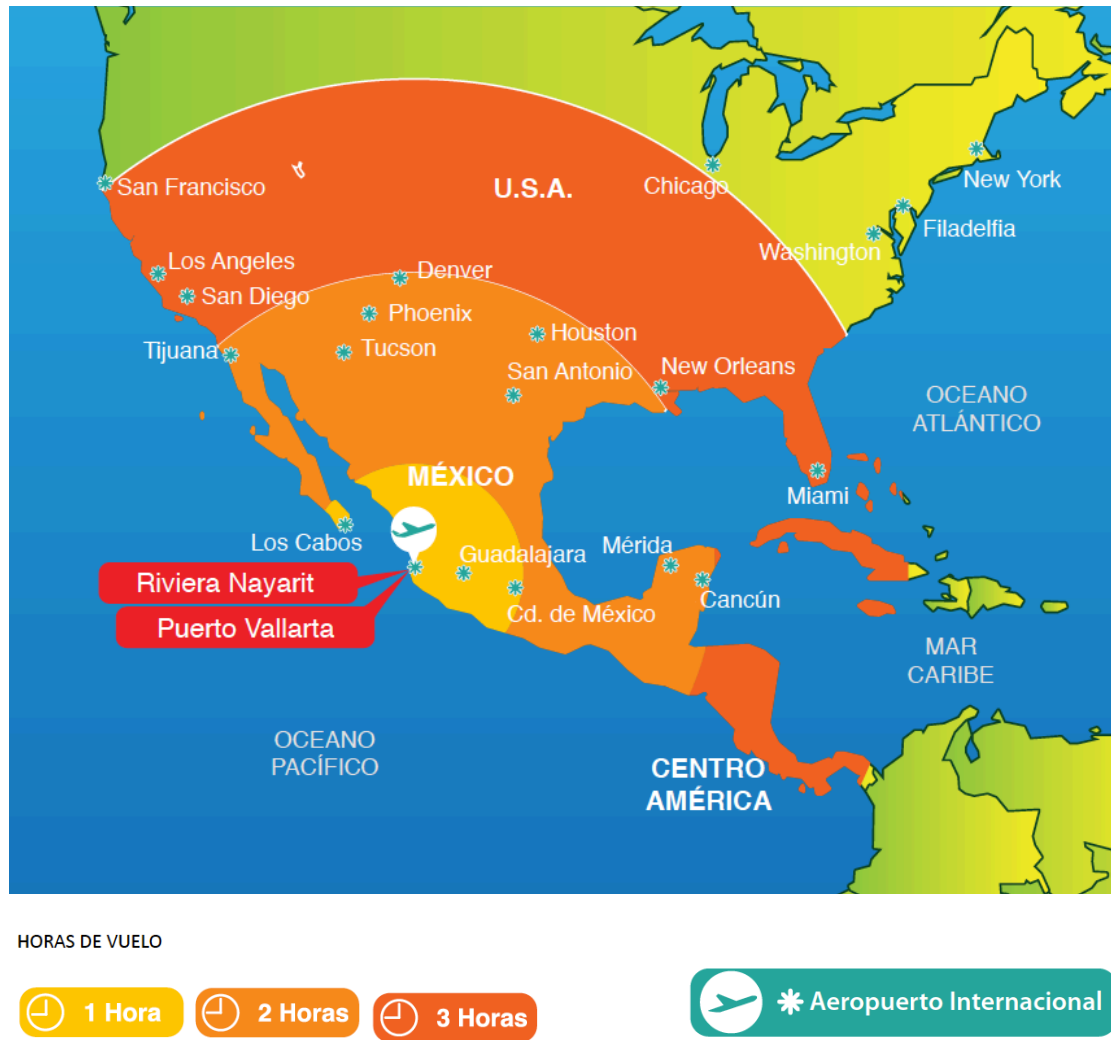 San Francisco
U.S.A.
Chicago
New York
Filadelfia
Washington
Los Angeles
Denver
San Diego
Phoenix
Houston
Tijuana
Tucson
San Antonio
New Orleans
OCEANO
ATLÁNTICO
MÉXICO
Miami
Los Cabos
Guadalajara
Mérida
Riviera Nayarit
Cd. de México
Cancún
Puerto Vallarta
MAR
CARIBE
OCEANO
PACÍFICO
CENTRO
AMÉRICA
HORAS DE VUELO
1 Hora
2 Horas
3 Horas
Aeropuerto Internacional